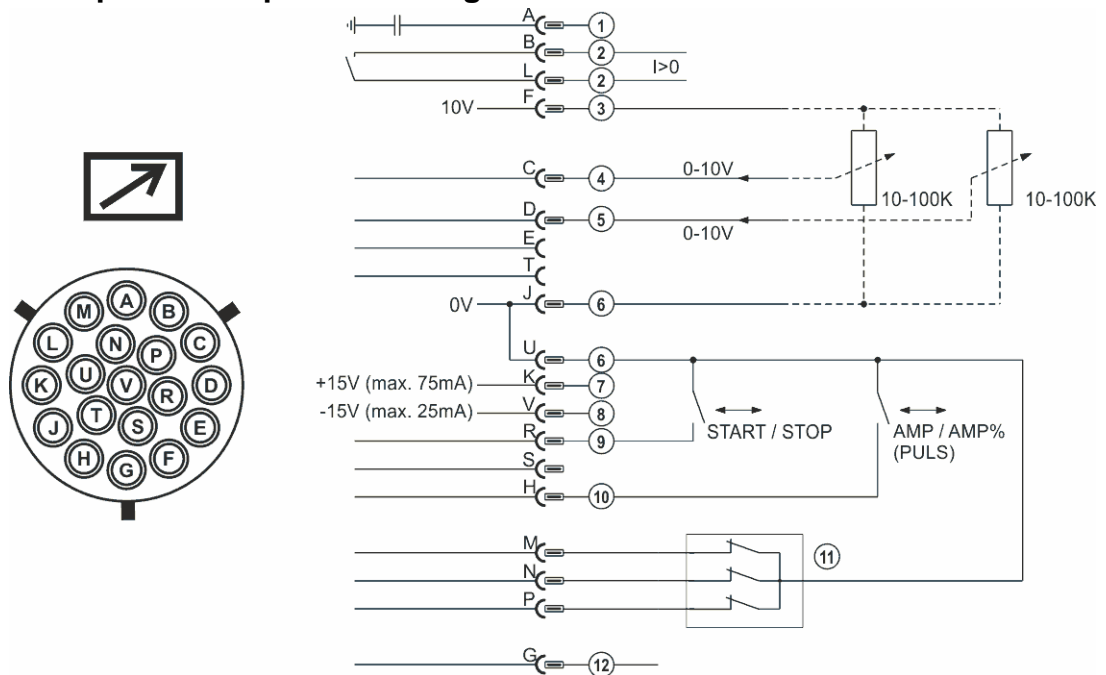 A
1
B
2
L
2
I>0
10V
F
3
C
4
0-10V
10-100K
10-100K
D
5
0-10V
E
T
0V
J
6
U
6
+15V (max. 75mA)
K
7
-15V (max. 25mA)
V
8
R
9
START / STOP
AMP / AMP%
(PULS)
S
H
10
M
11
N
P
G
12
A
M
B
N
L
P
C
U
K
V
R
D
T
J
S
E
H
G
F